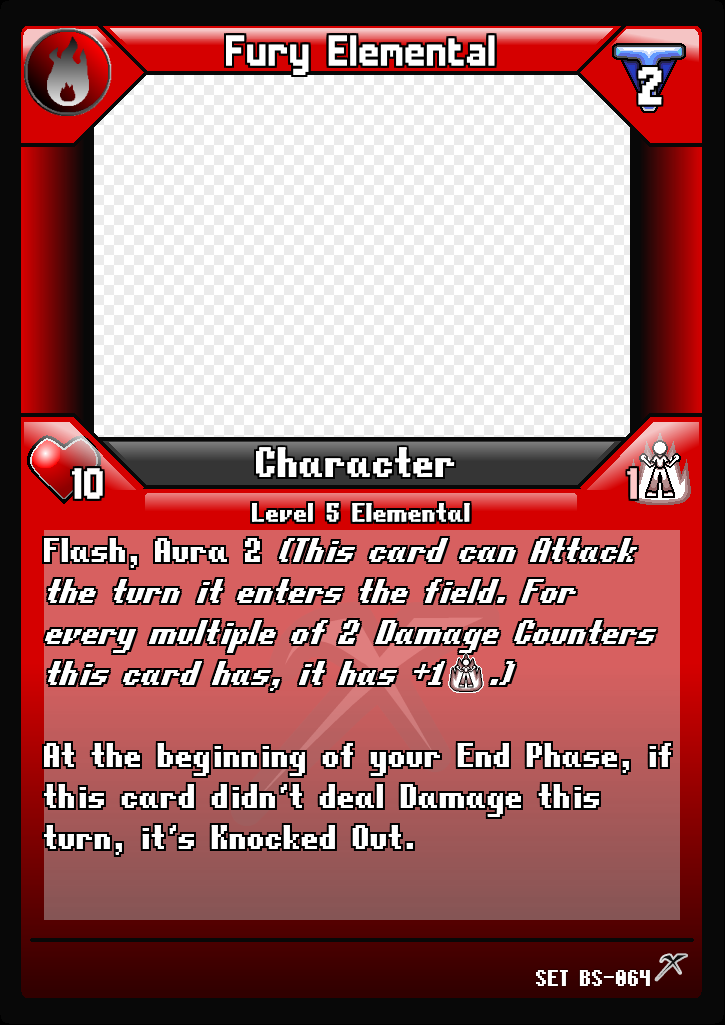 Fury Elemental
2
Character
10
1
Level 5 Elemental
Flash, Aura 2 (This card can Attack
the turn it enters the field. For
every multiple of 2 Damage Counters
this card has, it has +1 .)
At the beginning of your End Phase, if
this card didn't deal Damage this
turn, it's Knocked Out.
SET BS-064